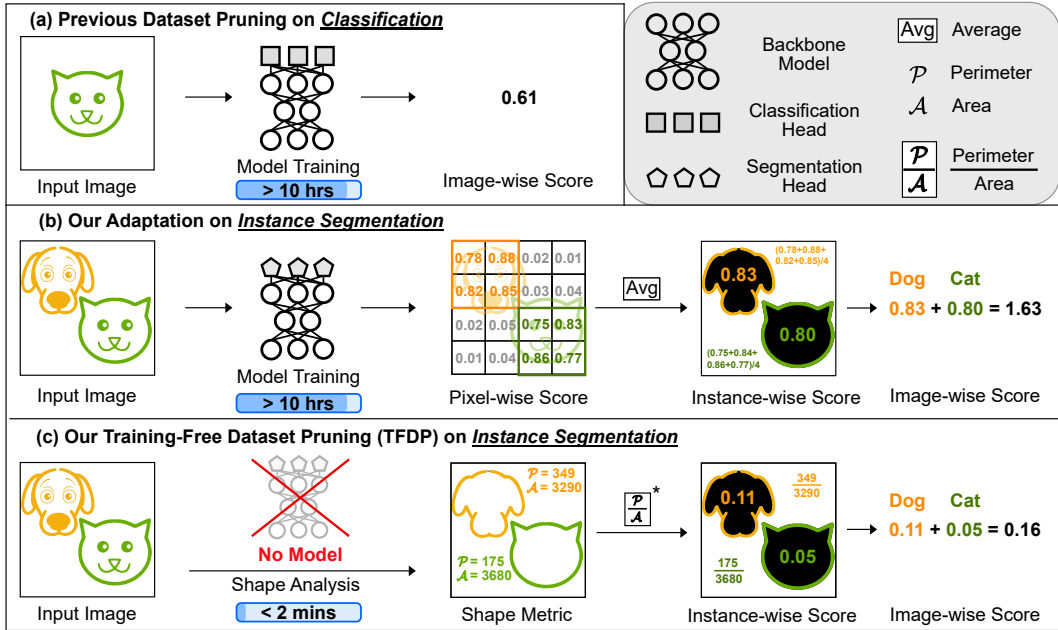 (a) Previous Dataset Pruning on Classification
Input Image
Model Training
> 10 hrs
0.61
Image-wise Score
Backbone
Model
Classification
Head
Segmentation
Head
Avg Average
𝒫 Perimeter
𝒜 Area
𝒫 Perimeter
𝒜 Area
(b) Our Adaptation on Instance Segmentation
Input Image
Model Training
> 10 hrs
0.78 0.88 0.02 0.01
0.82 0.85 0.03 0.04
0.02 0.05 0.75 0.83
0.01 0.04 0.86 0.77
Pixel-wise Score
Avg
(0.78+0.88+
0.82+0.85)/4
0.83
0.80
(0.75+0.84+
0.86+0.77)/4
Instance-wise Score
Dog Cat
0.83 + 0.80 = 1.63
Image-wise Score
(c) Our Training-Free Dataset Pruning (TFDP) on Instance Segmentation
Input Image
No Model
Shape Analysis
< 2 mins
𝒫 = 349
𝒜 = 3290
𝒫 = 175
𝒜 = 3680
Shape Metric
𝒫 *
𝒜
0.11
349
3290
0.05
175
3680
Instance-wise Score
Dog Cat
0.11 + 0.05 = 0.16
Image-wise Score